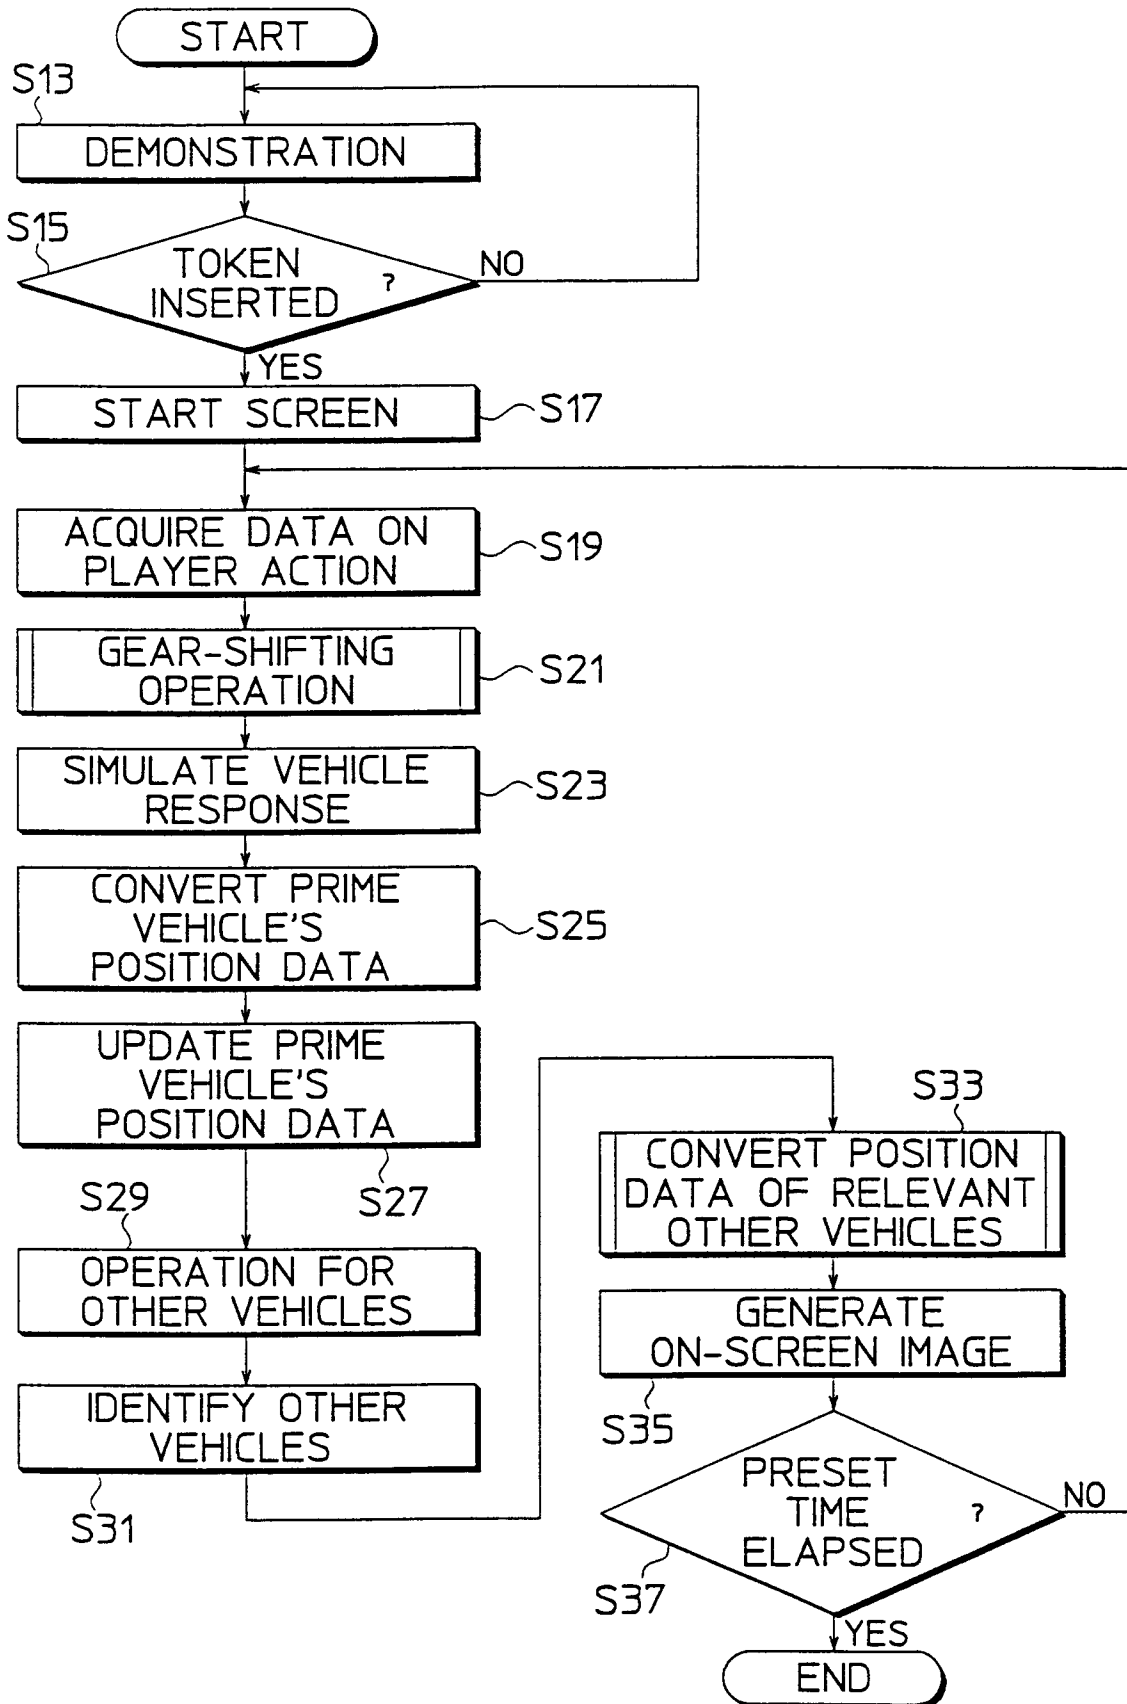 START
S13
DEMONSTRATION
S15
TOKEN
INSERTED
?
NO
YES
START SCREEN
S17
ACQUIRE DATA ON
PLAYER ACTION
S19
GEAR-SHIFTING
OPERATION
S21
SIMULATE VEHICLE
RESPONSE
S23
CONVERT PRIME
VEHICLE'S
POSITION DATA
S25
UPDATE PRIME
VEHICLE'S
POSITION DATA
S27
S29
OPERATION FOR
OTHER VEHICLES
IDENTIFY OTHER
VEHICLES
S31
S33
CONVERT POSITION
DATA OF RELEVANT
OTHER VEHICLES
GENERATE
ON-SCREEN IMAGE
S35
PRESET
TIME
ELAPSED
?
NO
S37
YES
END